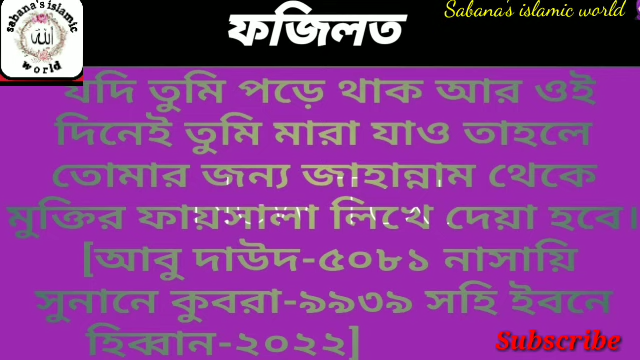 sabana's islamic
world
ফজিলত
Sabana's islamic world
যদি তুমি পড়ে থাক আর ওই
দিনেই তুমি মারা যাও তাহলে
তোমার জন্য জাহান্নাম থেকে
মুক্তির ফায়সালা লিখে দেয়া হবে।
[আবু দাউদ-৫০৮১ নাসায়ি
সুনানে কুবরা-৯৯৩৯ সহি ইবনে
হিব্বান-২০২২]
Subscribe